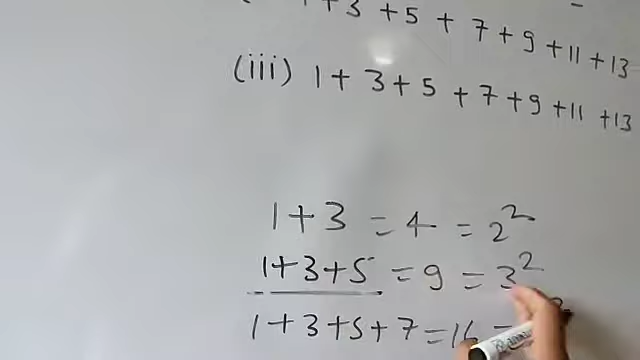 1 + 3 + 5 + 7 + 9 + 11 + 13
(iii) 1 + 3 + 5 + 7 + 9 + 11 + 13
1 + 3 = 4 = 2²
1 + 3 + 5 = 9 = 3²
1 + 3 + 5 + 7 = 16 =